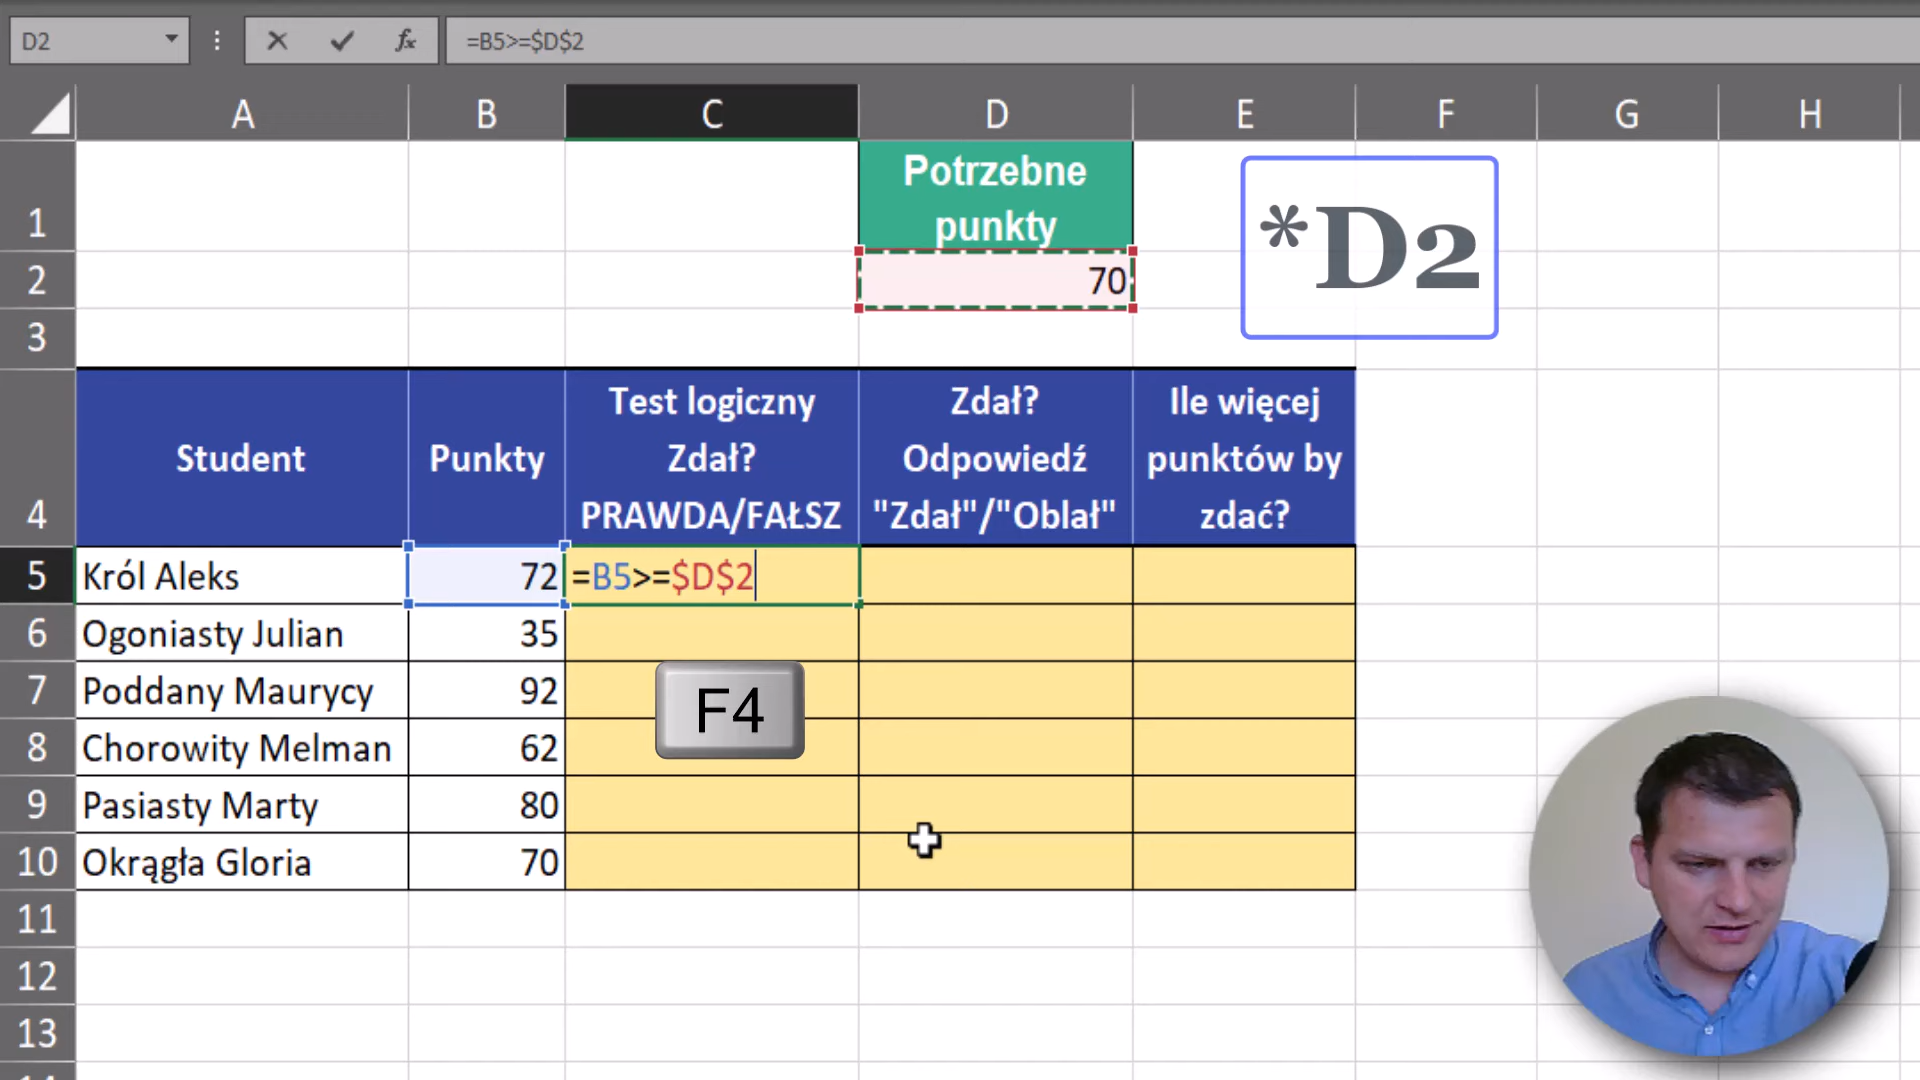 D2
fx
=B5>=$D$2
A B C D E F G H
1
Potrzebne
punkty
*D2
2
70
3
4
Student
Punkty
Test logiczny
Zdał?
PRAWDA/FAŁSZ
Zdał?
Odpowiedź
"Zdał"/"Oblał"
Ile więcej
punktów by
zdać?
5 Król Aleks 72 =B5>=$D$2
6 Ogoniasty Julian 35
7 Poddany Maurycy 92
F4
8 Chorowity Melman 62
9 Pasiasty Marty 80
10 Okrągła Gloria 70
11
12
13